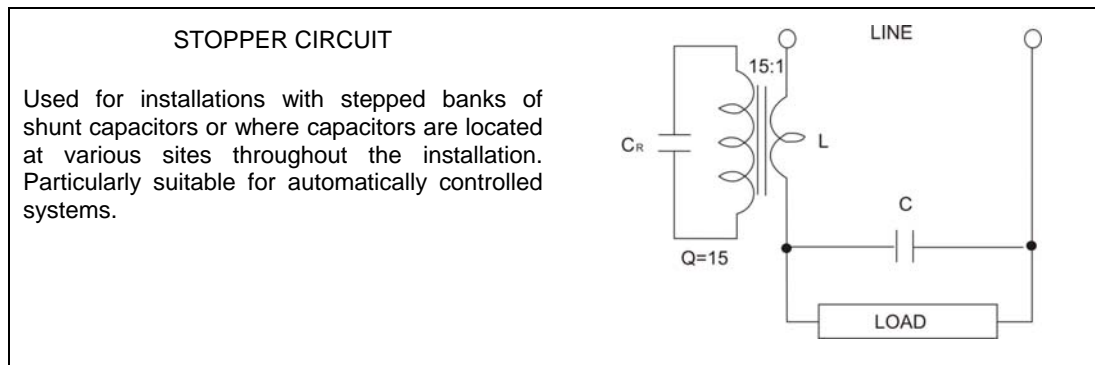 STOPPER CIRCUIT
Used for installations with stepped banks of
shunt capacitors or where capacitors are located
at various sites throughout the installation.
Particularly suitable for automatically controlled
systems.
LINE
15:1
CR
L
C
Q=15
LOAD